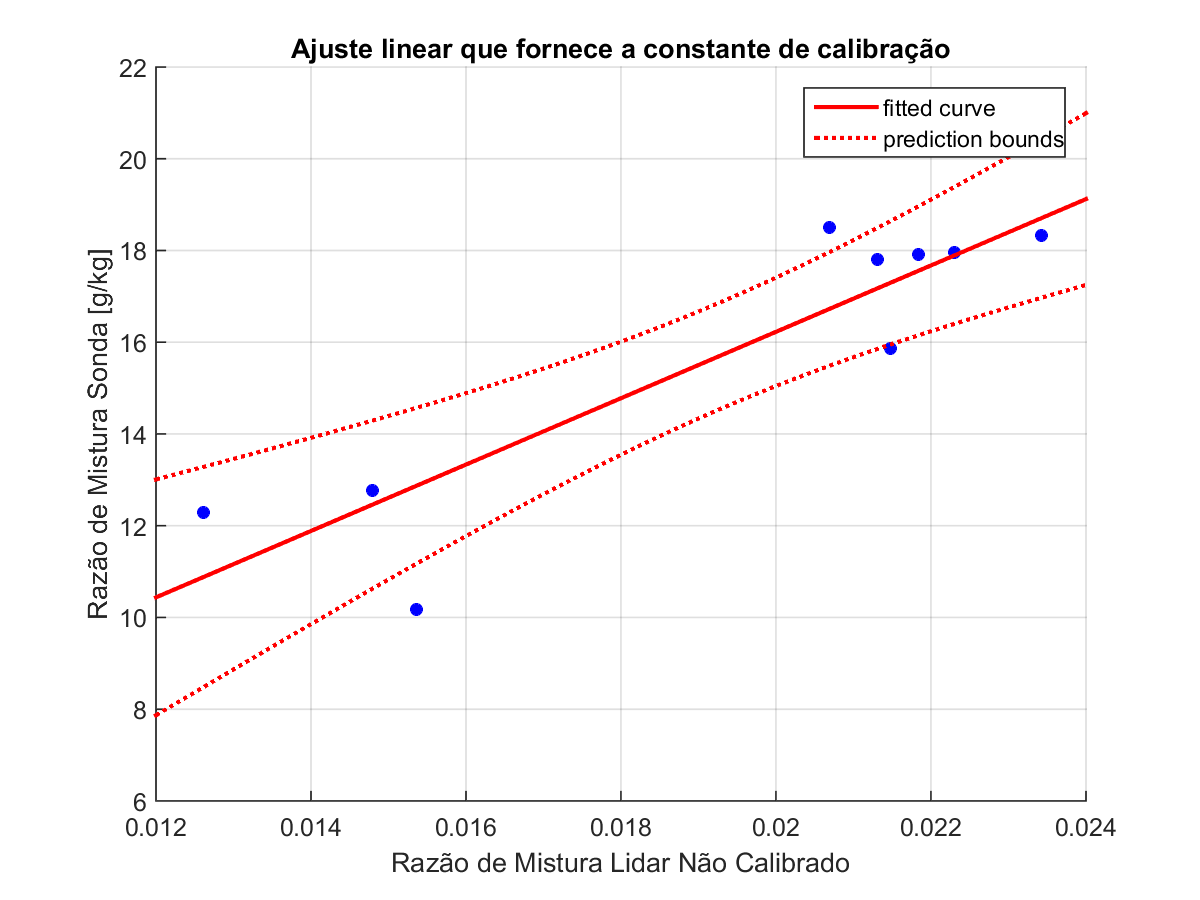 Ajuste linear que fornece a constante de calibração
fitted curve
prediction bounds
Razão de Mistura Sonda [g/kg]
22
20
18
16
14
12
10
8
6
0.012 0.014 0.016 0.018 0.02 0.022 0.024
Razão de Mistura Lidar Não Calibrado